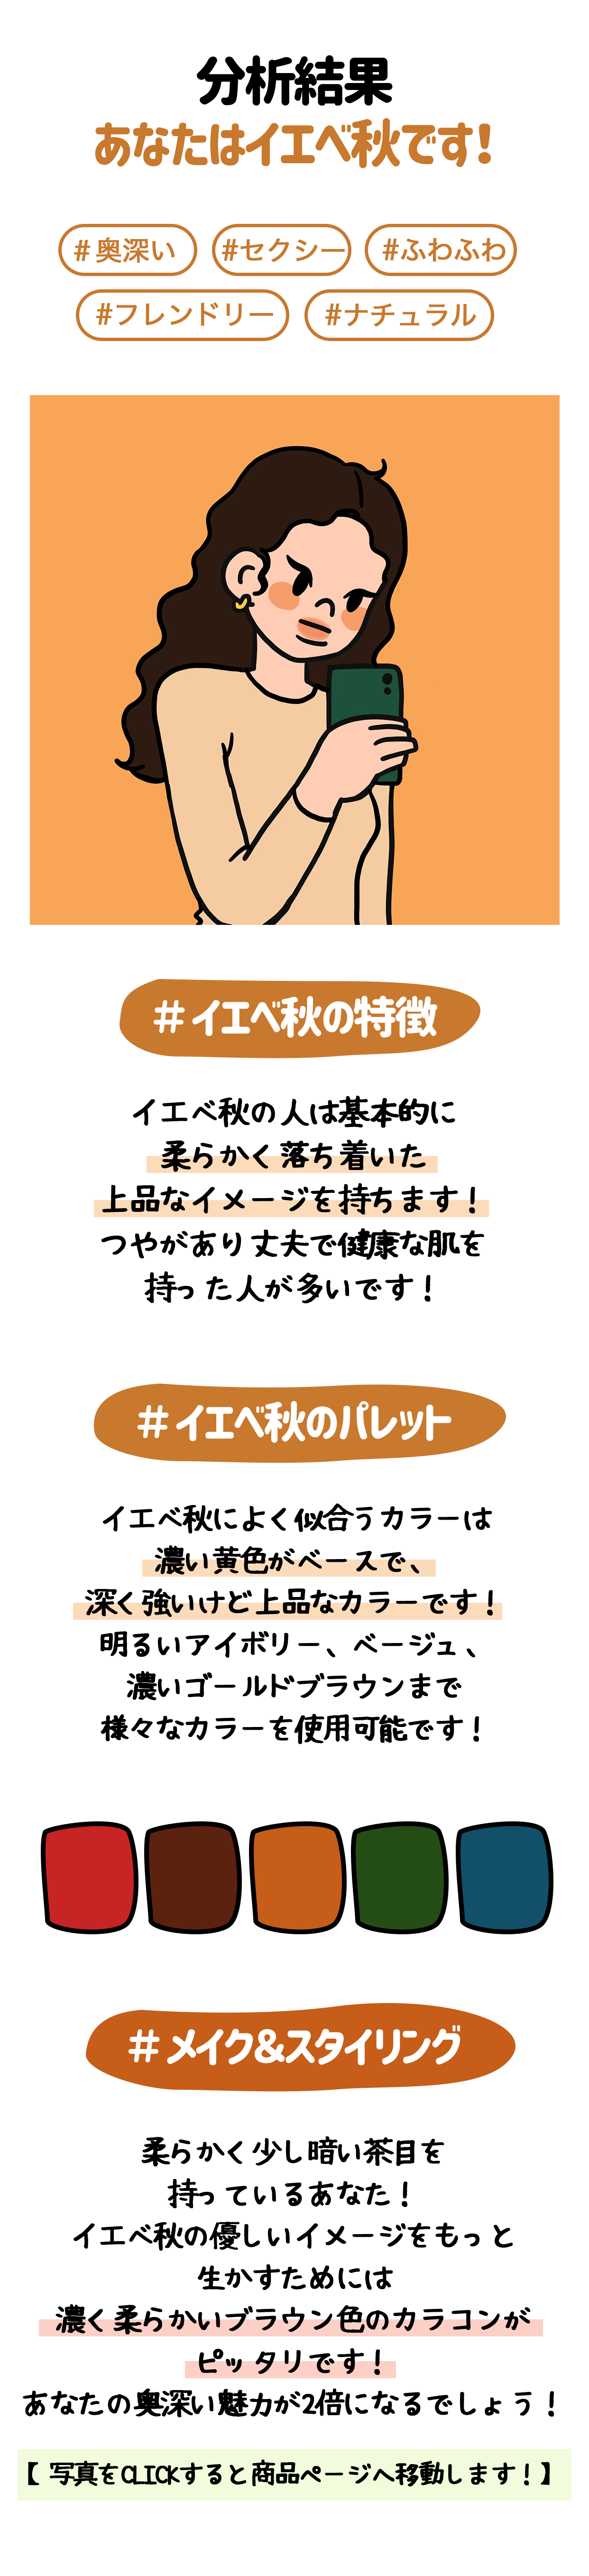 分析結果
あなたはイエベ秋です!
#奥深い #セクシー #ふわふわ
#フレンドリー #ナチュラル
#イエベ秋の特徴
イエベ秋の人は基本的に
柔らかく落ち着いた
上品なイメージを持ちます!
つやがあり丈夫で健康な肌を
持った人が多いです!
#イエベ秋のパレット
イエベ秋によく似合うカラーは
濃い黄色がベースで、
深く強いけど上品なカラーです!
明るいアイボリー、ベージュ、
濃いゴールドブラウンまで
様々なカラーを使用可能です!
#メイク&スタイリング
柔らかく少し暗い茶目を
持っているあなた!
イエベ秋の優しいイメージをもっと
生かすためには
濃く柔らかいブラウン色のカラコンが
ピッタリです!
あなたの奥深い魅力が2倍になるでしょう!
【 写真をCLICKすると商品ページへ移動します!】